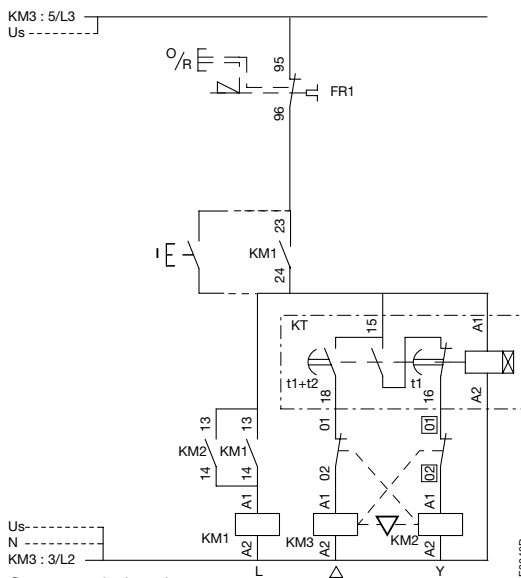 KM3 : 5/L3
Us
O/R
95
FR1
96
23
I
KM1
24
KT
15
A1
t1+t2
t1
18
16
A2
01
01
13
13
KM2
KM1
14
14
02
02
A1
A1
A1
Us
N
KM1
KM3
KM2
A2
A2
A2
KM3 : 3/L2
L
△
Y